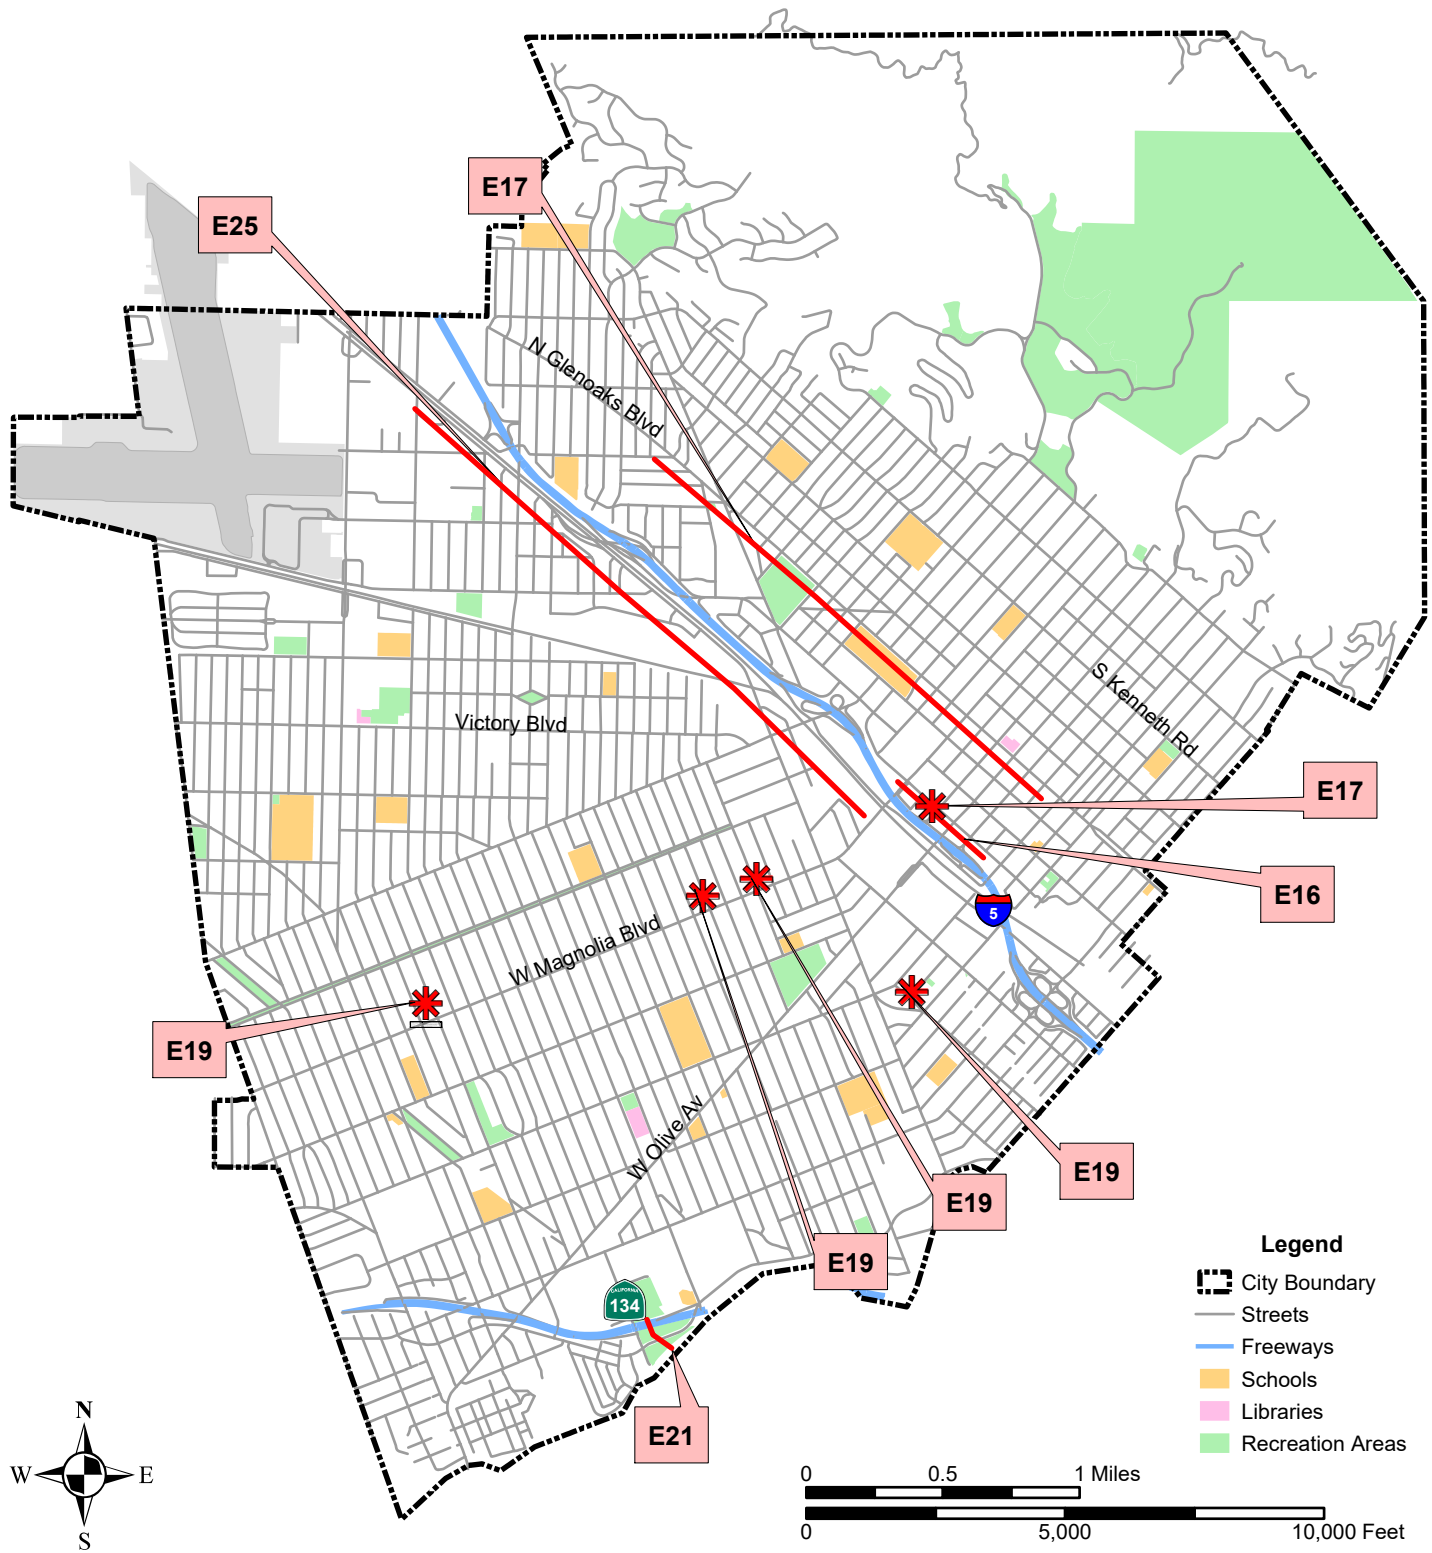 E17
E25
N Glenoaks Blvd
S Kenneth Rd
Victory Blvd
E17
E16
5
W Magnolia Blvd
E19
W Olive Av
E19
E19
E19
CALIFORNIA
134
E21
Legend
City Boundary
Streets
Freeways
Schools
Libraries
Recreation Areas
N
W E
S
0 0.5 1 Miles
0 5,000 10,000 Feet